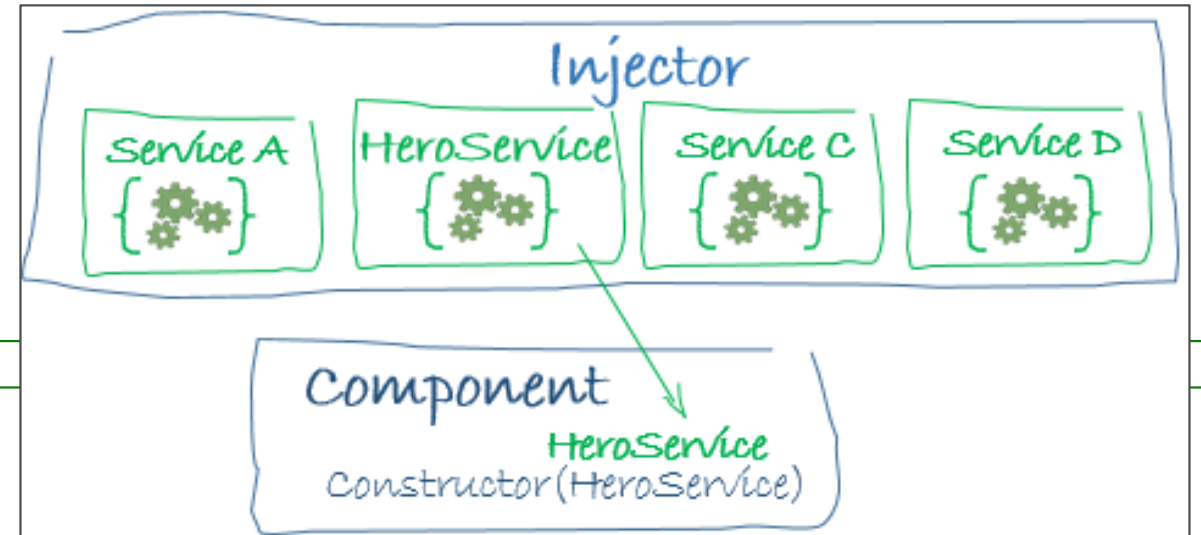 Injector
Service A
HeroService
Service C
Service D
Component
HeroService
Constructor(HeroService)